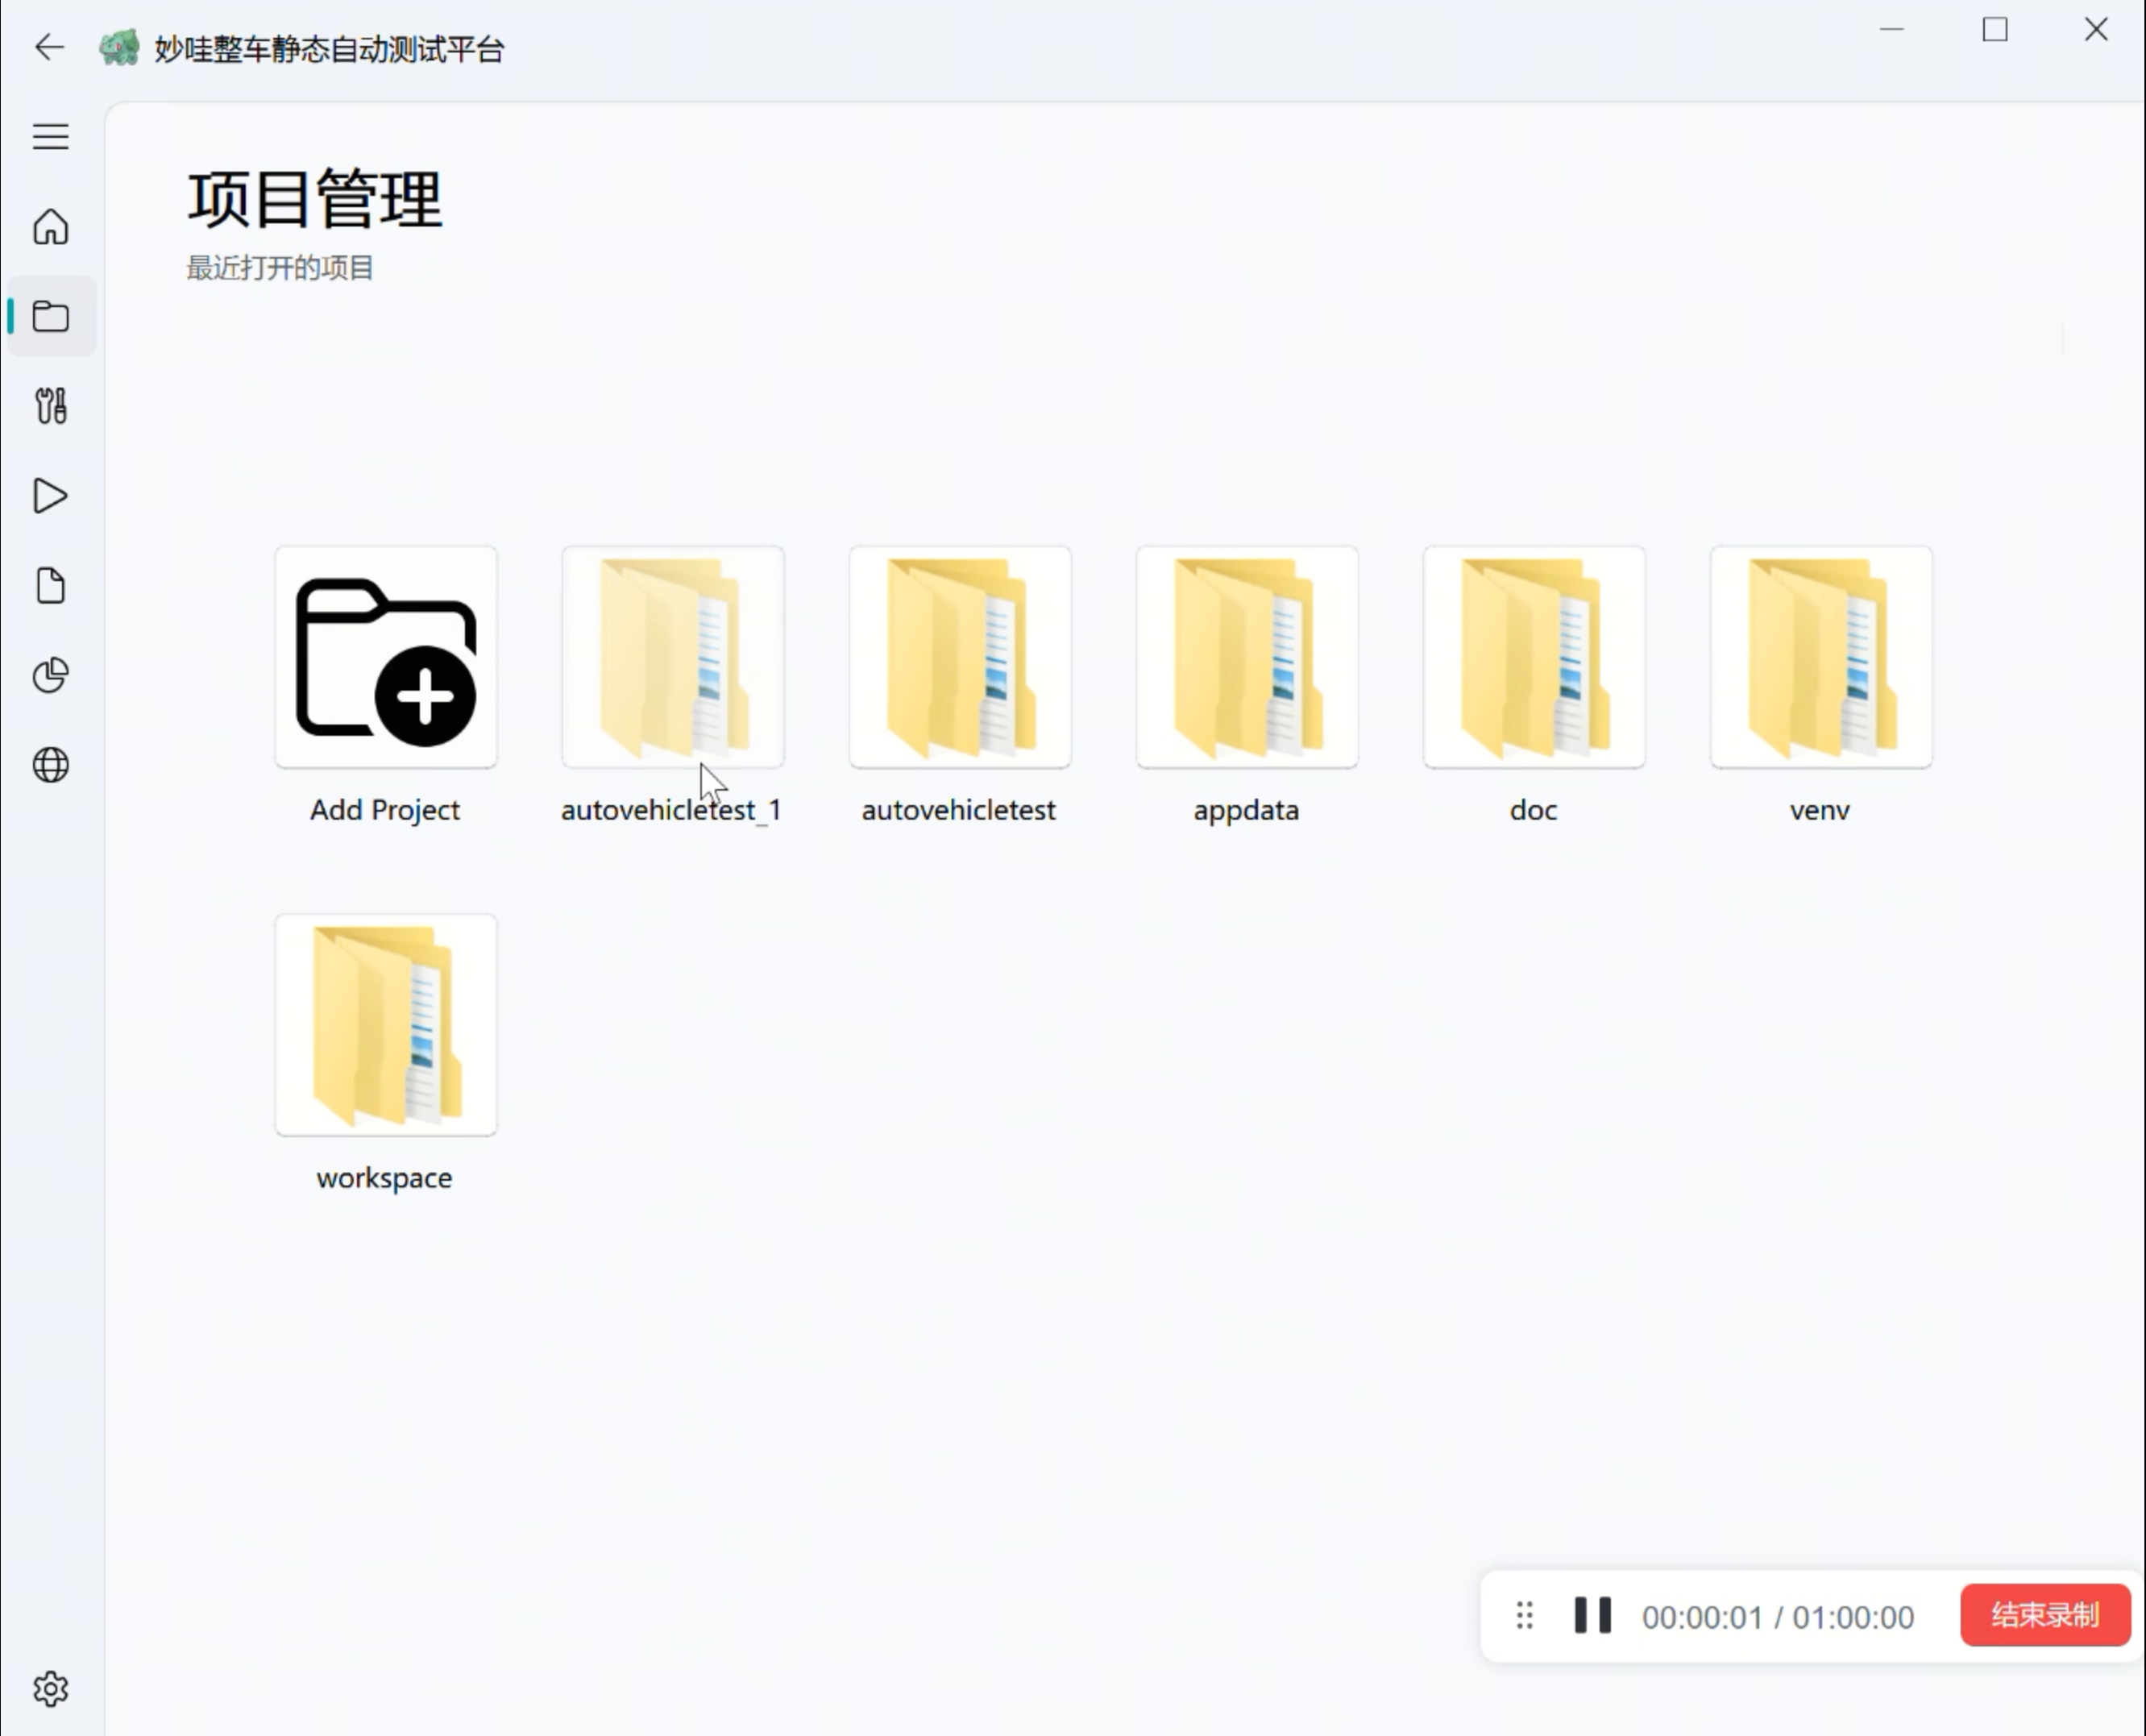 妙哇整车静态自动测试平台
项目管理
最近打开的项目
Add Project
autovehicletest_1
autovehicletest
appdata
doc
venv
workspace
00:00:01 / 01:00:00
结束录制